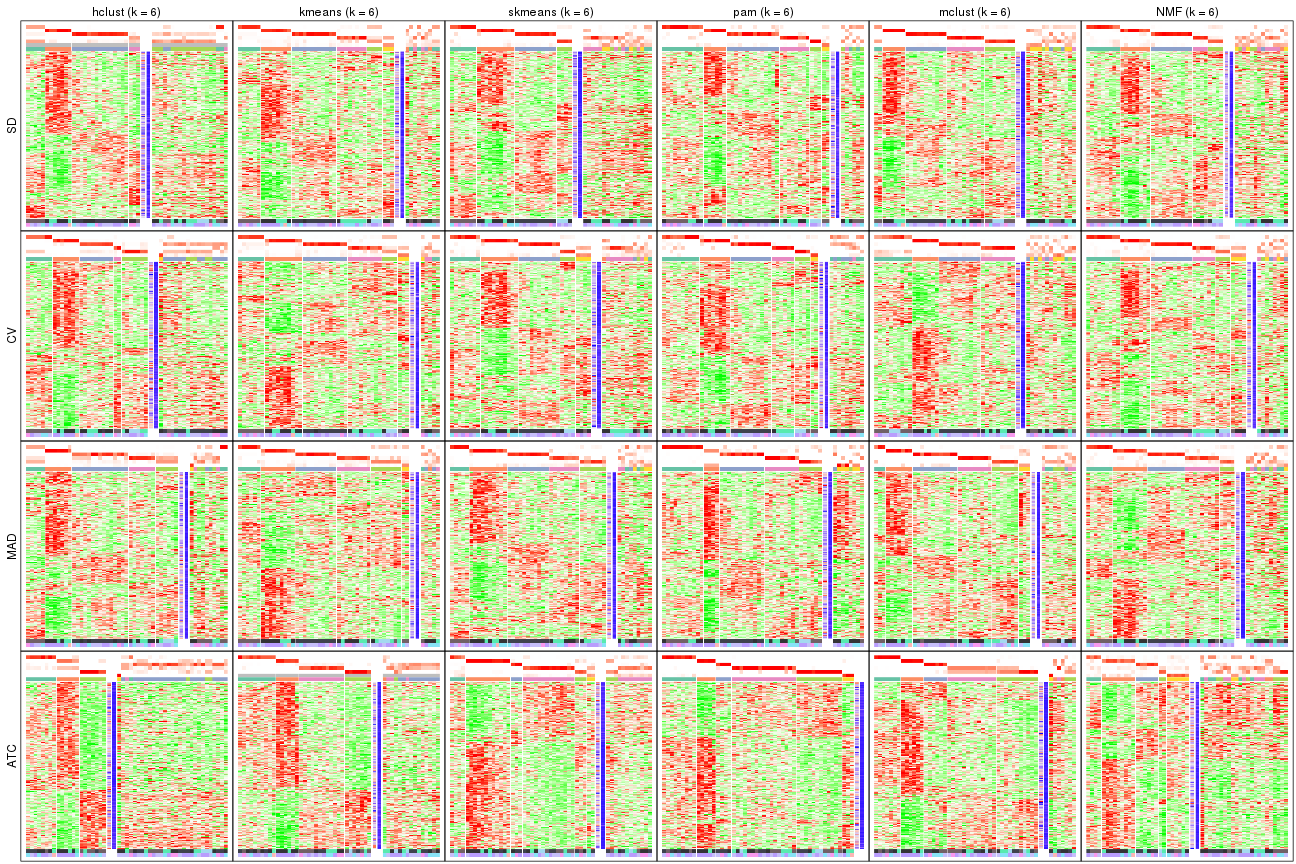 hclust (k = 6) kmeans (k = 6) skmeans (k = 6) pam (k = 6) mclust (k = 6) NMF (k = 6)
SD
CV
MAD
ATC